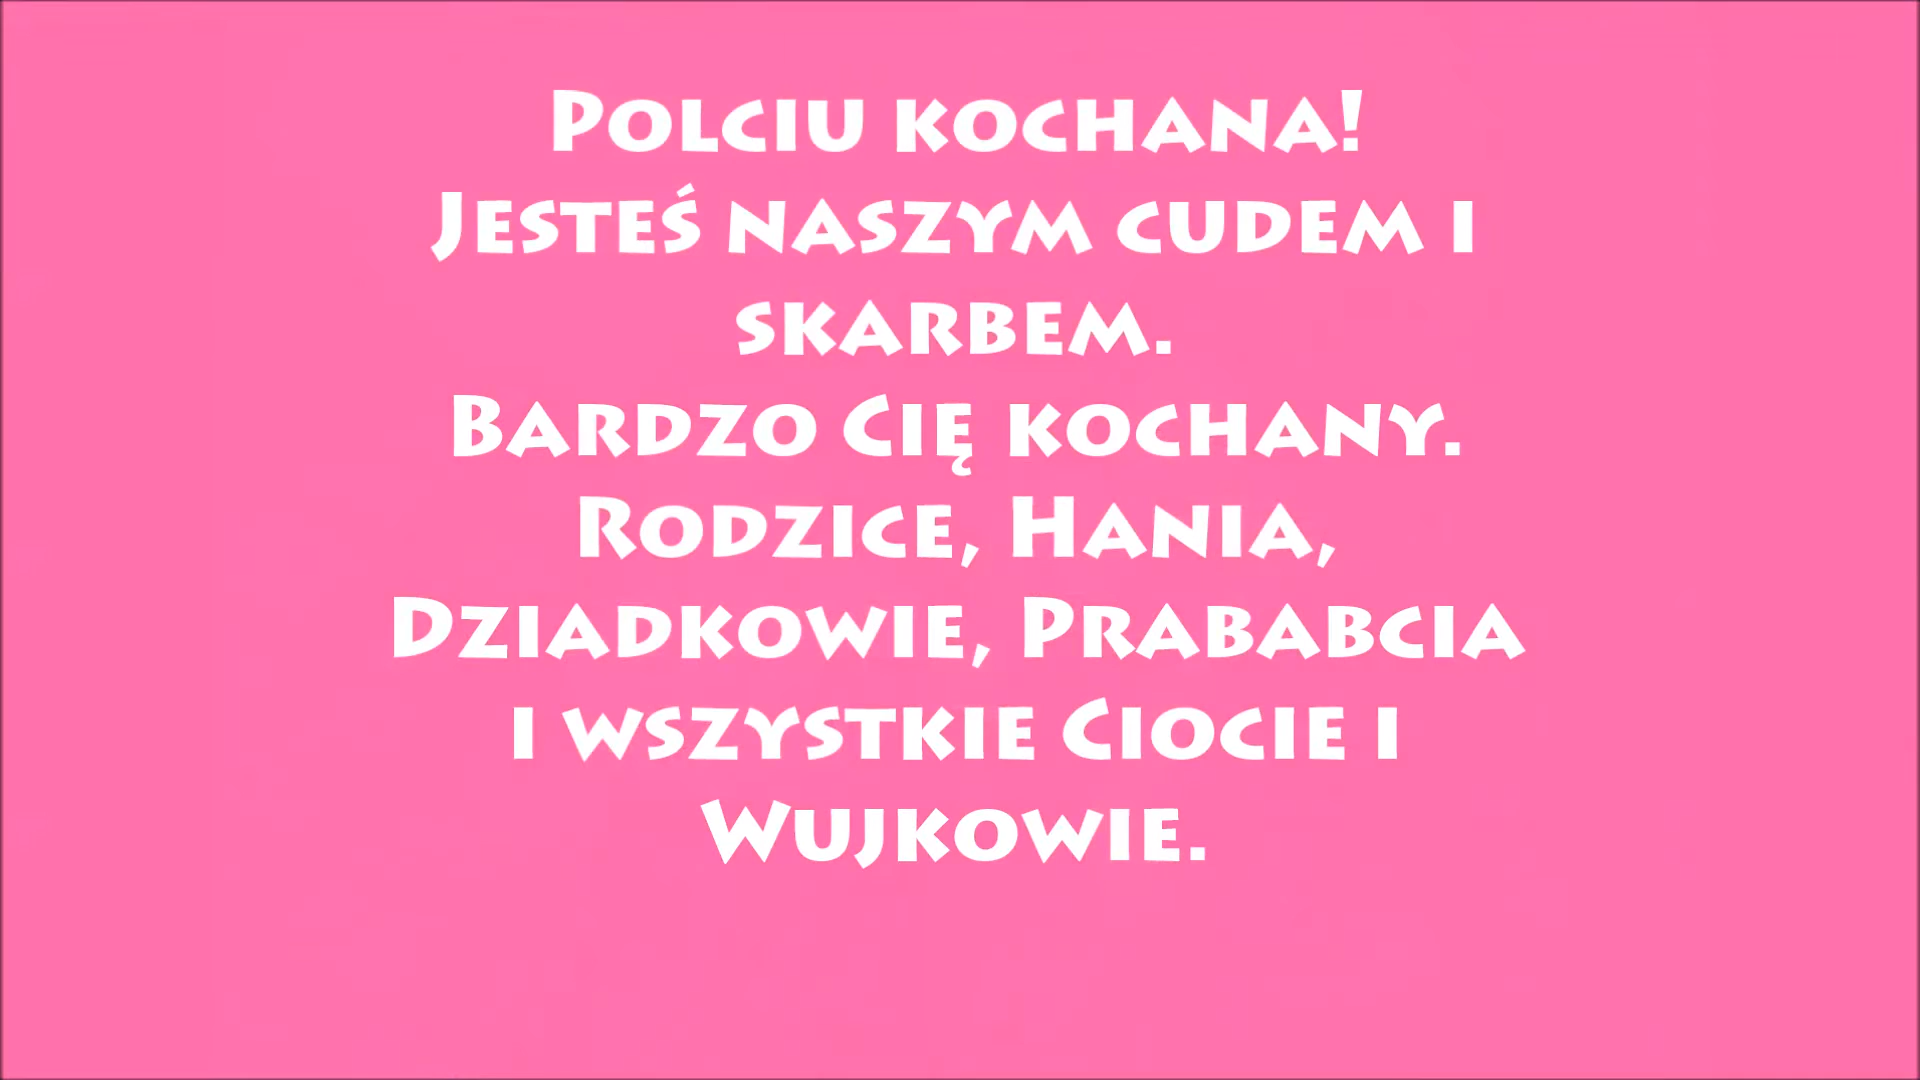 Polciu kochana!
Jesteś naszym cudem i
skarbem.
Bardzo Cię kochany.
Rodzice, Hania,
Dziadkowie, Prababcia
i wszystkie Ciocie i
Wujkowie.